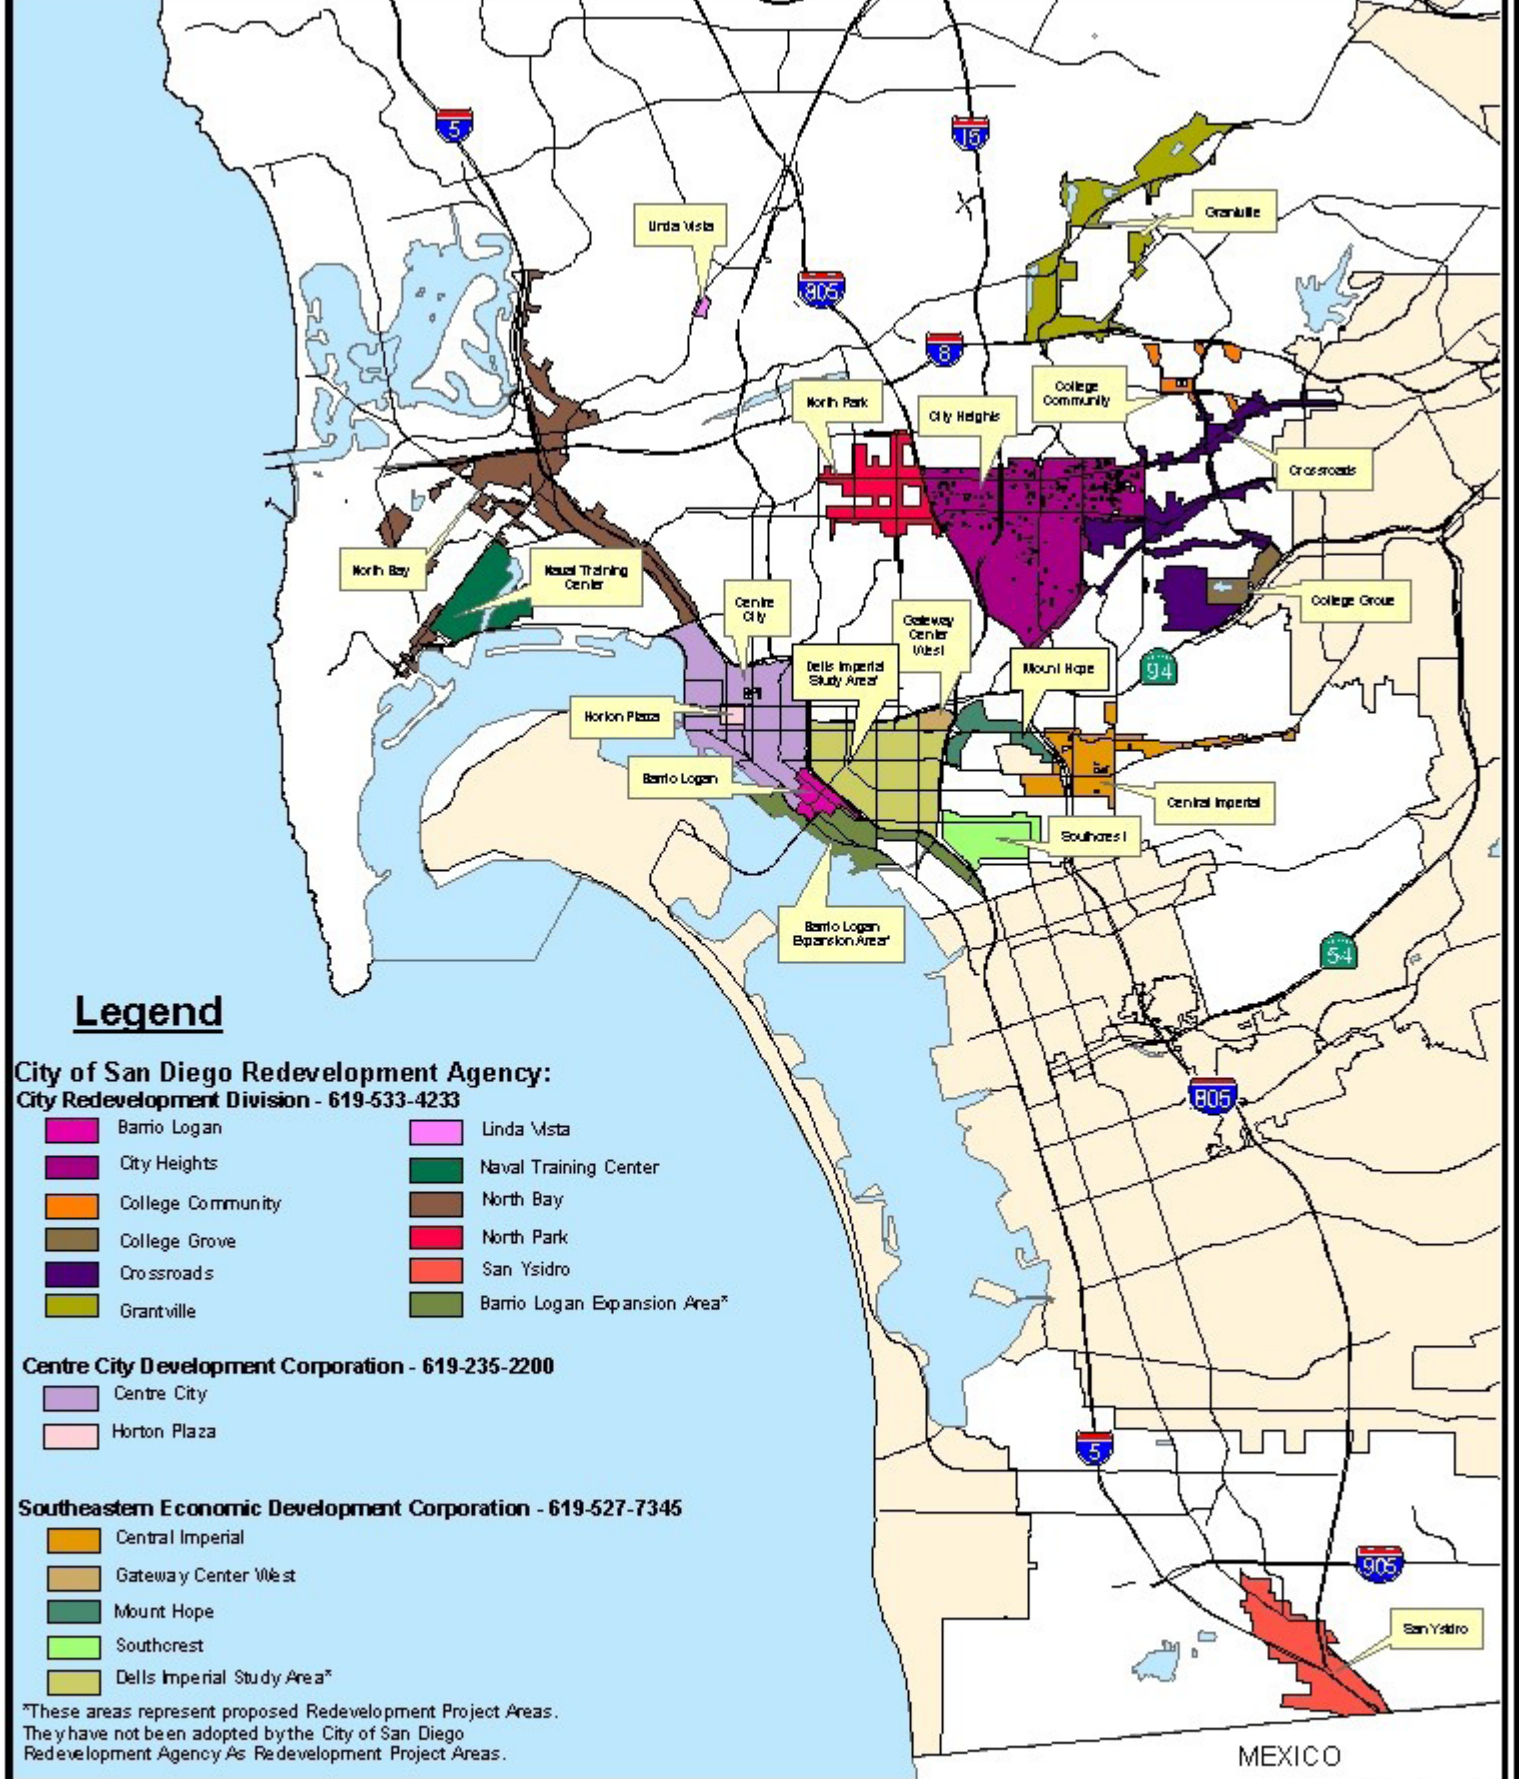 5
15
Grantville
Linda Vista
805
8
College
Community
North Park
City Heights
Crossroads
North Bay
Naval Training
Center
Centre
City
College Grove
Gateway
Center
West
Dells Imperial
Study Area*
Mount Hope
94
Horton Plaza
Barrio Logan
Central Imperial
Southcrest
Barrio Logan
Expansion Area*
54
Legend
805
City of San Diego Redevelopment Agency:
City Redevelopment Division - 619-533-4233
Barrio Logan
Linda Vista
City Heights
Naval Training Center
College Community
North Bay
College Grove
North Park
Crossroads
San Ysidro
Grantville
Barrio Logan Expansion Area*
Centre City Development Corporation - 619-235-2200
Centre City
Horton Plaza
5
Southeastern Economic Development Corporation - 619-527-7345
Central Imperial
905
Gateway Center West
Mount Hope
San Ysidro
Southcrest
Dells Imperial Study Area*
*These areas represent proposed Redevelopment Project Areas.
They have not been adopted by the City of San Diego
Redevelopment Agency As Redevelopment Project Areas.
MEXICO